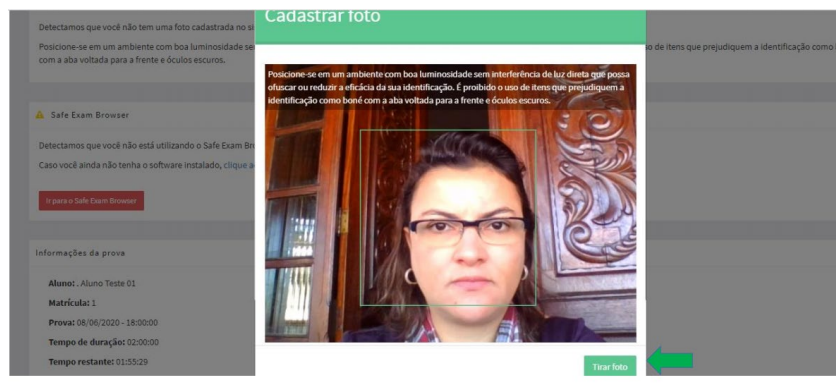 Cadastrar foto
Detectamos que você não tem uma foto cadastrada no si
Posicione-se em um ambiente com boa luminosidade se
so de itens que prejudiquem a identificação como
com a aba voltada para a frente e óculos escuros.
Posicione-se em um ambiente com boa luminosidade sem interferência de luz direta que possa
ofuscar ou reduzir a eficácia da sua identificação. É proibido o uso de itens que prejudiquem a
identificação como boné com a aba voltada para a frente e óculos escuros.
Safe Exam Browser
Detectamos que você não está utilizando o Safe Exam Br
Caso você ainda não tenha o software instalado, clique a
Ir para o Safe Exam Browser
Informações da prova
Aluno: . Aluno Teste 01
Matrícula: 1
Prova: 08/06/2020 - 18:00:00
Tempo de duração: 02:00:00
Tempo restante: 01:55:29
Tirar foto